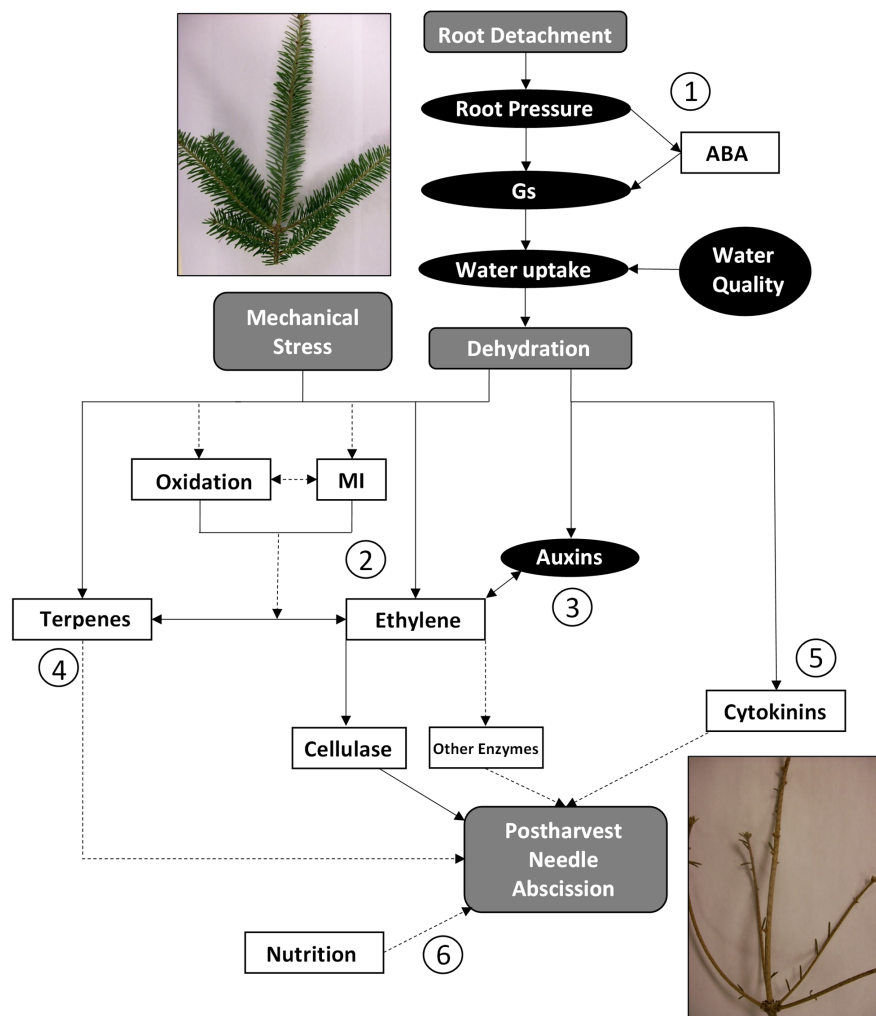 Root Detachment
1
Root Pressure
ABA
Gs
Water uptake
Water
Quality
Mechanical
Stress
Dehydration
Oxidation
MI
2
Auxins
3
Terpenes
Ethylene
4
5
Cytokinins
Cellulase
Other Enzymes
Postharvest
Needle
Abscission
Nutrition
6